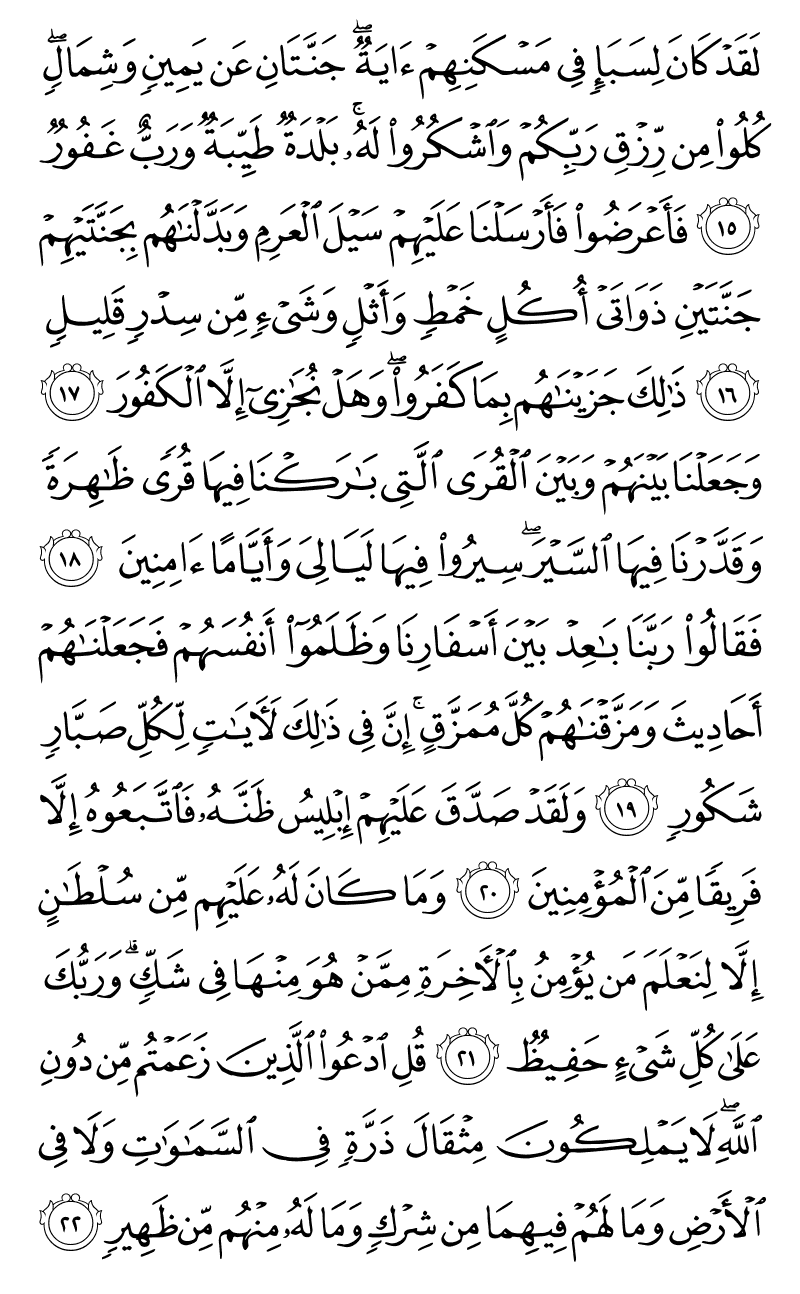 لَقَدۡ كَانَ لِسَبَإٖ فِي مَسۡكَنِهِمۡ ءَايَةٞۖ جَنَّتَانِ عَن يَمِينٖ وَشِمَالٖۖ
كُلُواْ مِن رِّزۡقِ رَبِّكُمۡ وَٱشۡكُرُواْ لَهُۥۚ بَلۡدَةٞ طَيِّبَةٞ وَرَبٌّ غَفُورٞ
١٥ فَأَعۡرَضُواْ فَأَرۡسَلۡنَا عَلَيۡهِمۡ سَيۡلَ ٱلۡعَرِمِ وَبَدَّلۡنَٰهُم بِجَنَّتَيۡهِمۡ
جَنَّتَيۡنِ ذَوَاتَيۡ أُكُلٍ خَمۡطٖ وَأَثۡلٖ وَشَيۡءٖ مِّن سِدۡرٖ قَلِيلٖ
١٦ ذَٰلِكَ جَزَيۡنَٰهُم بِمَا كَفَرُواْۖ وَهَلۡ نُجَٰزِيٓ إِلَّا ٱلۡكَفُورَ ١٧
وَجَعَلۡنَا بَيۡنَهُمۡ وَبَيۡنَ ٱلۡقُرَى ٱلَّتِي بَٰرَكۡنَا فِيهَا قُرٗى ظَٰهِرَةٗ
وَقَدَّرۡنَا فِيهَا ٱلسَّيۡرَۖ سِيرُواْ فِيهَا لَيَالِيَ وَأَيَّامًا ءَامِنِينَ ١٨
فَقَالُواْ رَبَّنَا بَٰعِدۡ بَيۡنَ أَسۡفَارِنَا وَظَلَمُوٓاْ أَنفُسَهُمۡ فَجَعَلۡنَٰهُمۡ
أَحَادِيثَ وَمَزَّقۡنَٰهُمۡ كُلَّ مُمَزَّقٍۚ إِنَّ فِي ذَٰلِكَ لَأٓيَٰتٖ لِّكُلِّ صَبَّارٖ
شَكُورٖ ١٩ وَلَقَدۡ صَدَّقَ عَلَيۡهِمۡ إِبۡلِيسُ ظَنَّهُۥ فَٱتَّبَعُوهُ إِلَّا
فَرِيقٗا مِّنَ ٱلۡمُؤۡمِنِينَ ٢٠ وَمَا كَانَ لَهُۥ عَلَيۡهِم مِّن سُلۡطَٰنٍ
إِلَّا لِنَعۡلَمَ مَن يُؤۡمِنُ بِٱلۡأٓخِرَةِ مِمَّنۡ هُوَ مِنۡهَا فِي شَكّٖۗ وَرَبُّكَ
عَلَىٰ كُلِّ شَيۡءٍ حَفِيظٞ ٢١ قُلِ ٱدۡعُواْ ٱلَّذِينَ زَعَمۡتُم مِّن دُونِ
ٱللَّهِۖ لَا يَمۡلِكُونَ مِثۡقَالَ ذَرَّةٖ فِي ٱلسَّمَٰوَٰتِ وَلَا فِي
ٱلۡأَرۡضِ وَمَا لَهُمۡ فِيهِمَا مِن شِرۡكٖ وَمَا لَهُۥ مِنۡهُم مِّن ظَهِيرٖ ٢٢